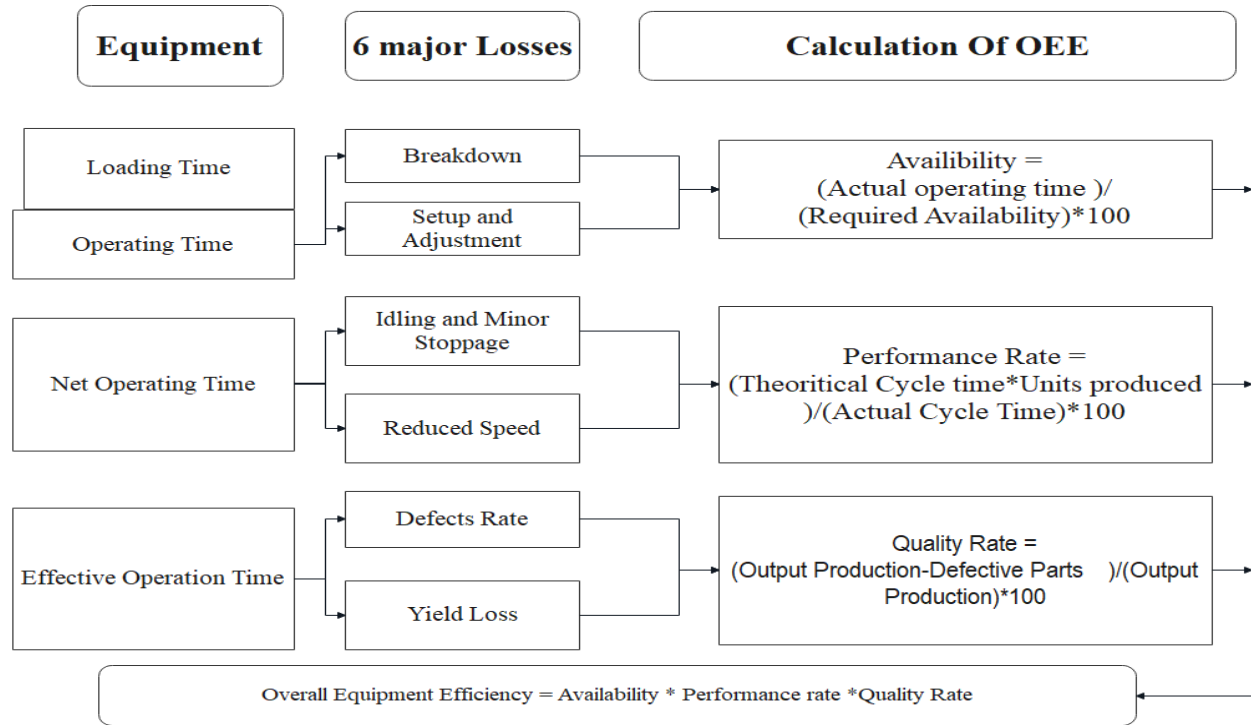 Equipment
6 major Losses
Calculation Of OEE
Loading Time
Operating Time
Breakdown
Setup and
Adjustment
Availibility =
(Actual operating time )/
(Required Availability)*100
Net Operating Time
Idling and Minor
Stoppage
Reduced Speed
Performance Rate =
(Theoritical Cycle time*Units produced
)/(Actual Cycle Time)*100
Effective Operation Time
Defects Rate
Yield Loss
Quality Rate =
(Output Production-Defective Parts )/(Output
Production)*100
Overall Equipment Efficiency = Availability * Performance rate *Quality Rate